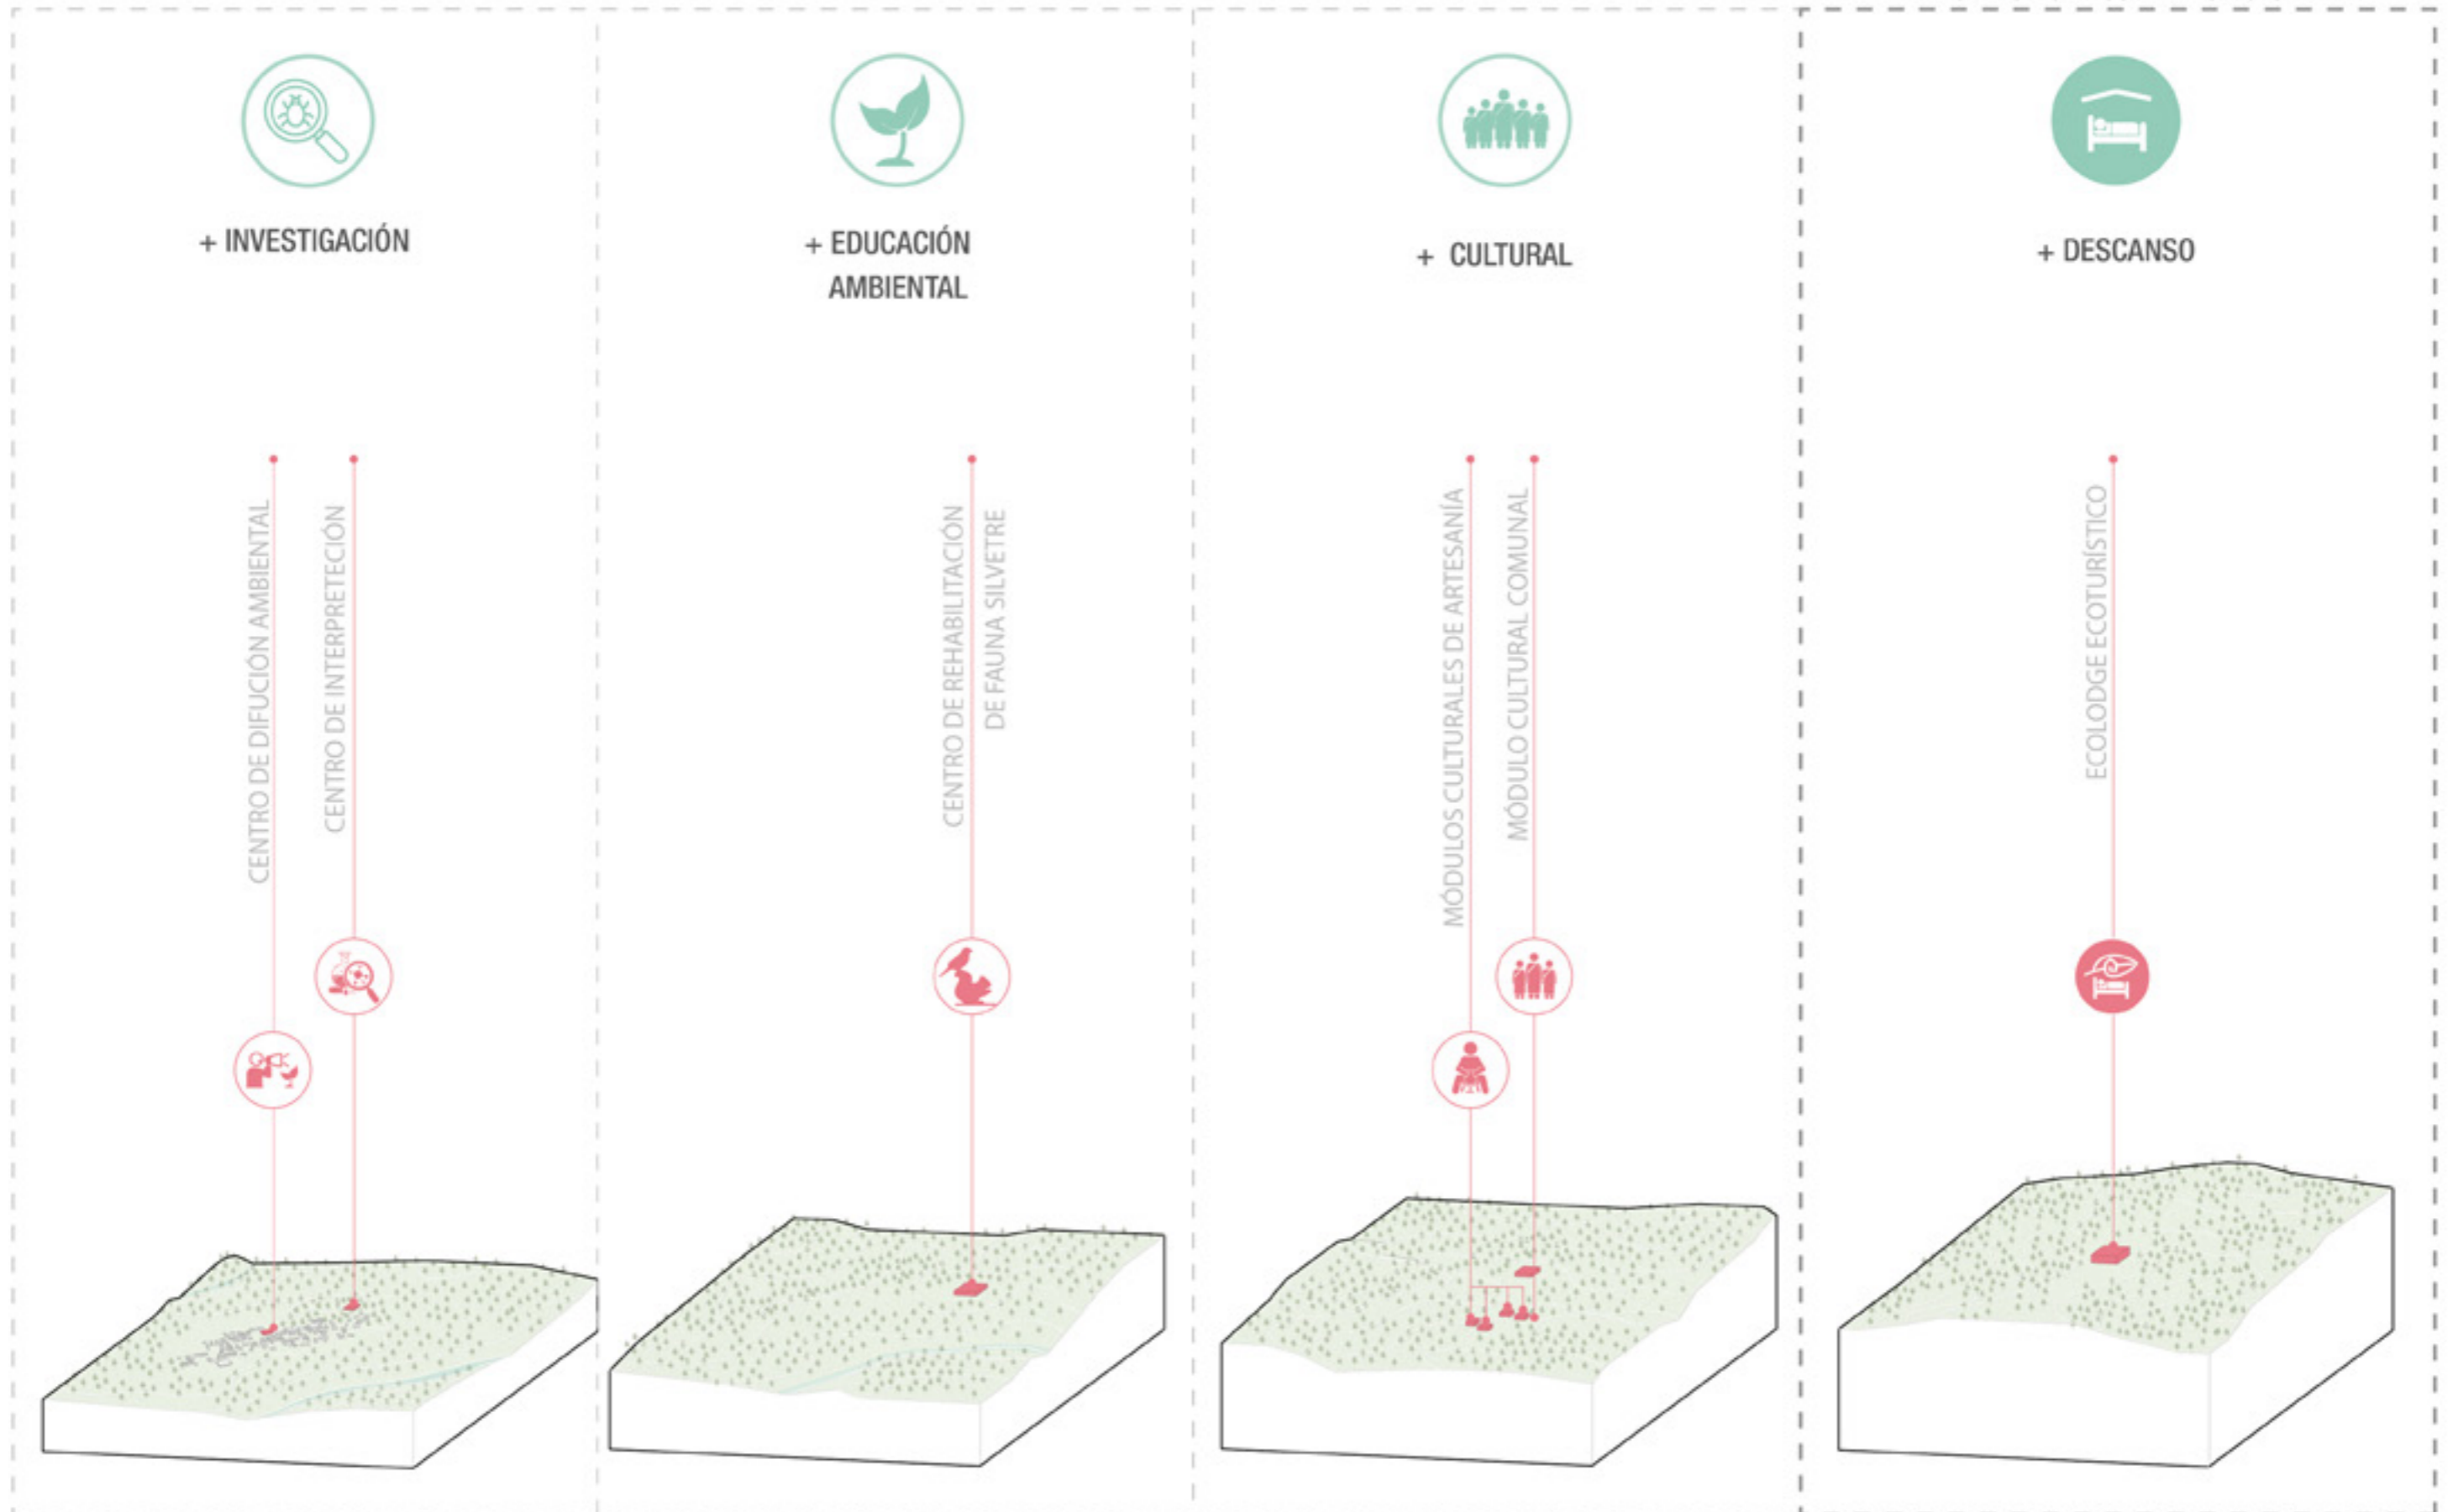 + INVESTIGACIÓN
CENTRO DE DIFUCIÓN AMBIENTAL
CENTRO DE INTERPRETECIÓN
+ EDUCACIÓN
AMBIENTAL
CENTRO DE REHABILITACIÓN
DE FAUNA SILVETRE
+ CULTURAL
MÓDULOS CULTURALES DE ARTESANÍA
MÓDULO CULTURAL COMUNAL
+ DESCANSO
ECOLODGE ECOTURÍSTICO